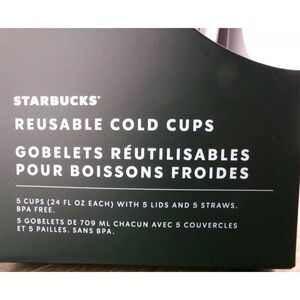 STARBUCKS®
REUSABLE COLD CUPS
GOBELETS RÉUTILISABLES
POUR BOISSONS FROIDES
5 CUPS (24 FL OZ EACH) WITH 5 LIDS AND 5 STRAWS.
BPA FREE.
5 GOBELETS DE 709 ML CHACUN AVEC 5 COUVERCLES
ET 5 PAILLES. SANS BPA.